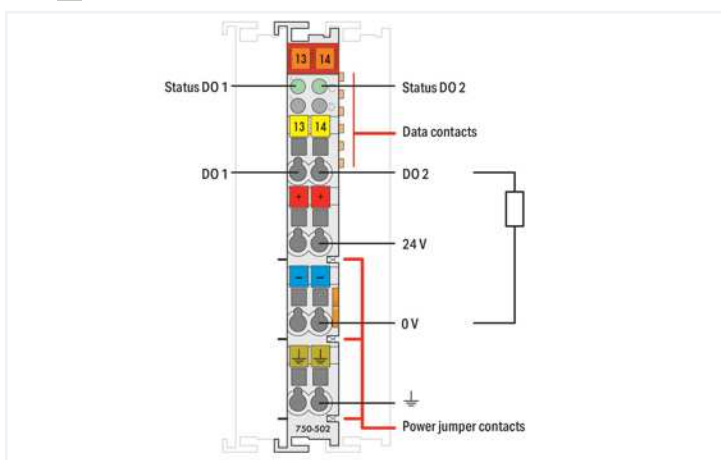 13 14
Status DO 1
Status DO 2
13 14
Data contacts
DO 1
DO 2
+ +
24 V
- -
0 V
750-502
Power jumper contacts